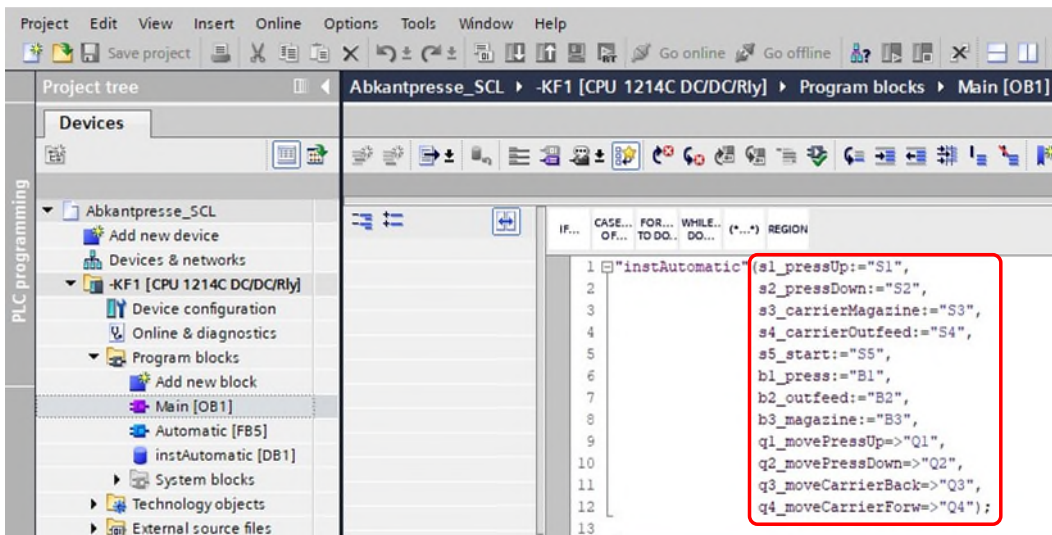 Project Edit View Insert Online Options Tools Window Help
Save project Go online Go offline
Project tree
Abkantpresse_SCL ▸ -KF1 [CPU 1214C DC/DC/Rly] ▸ Program blocks ▸ Main [OB1]
Devices
PLC programming
Abkantpresse_SCL
Add new device
Devices & networks
-KF1 [CPU 1214C DC/DC/Rly]
Device configuration
Online & diagnostics
Program blocks
Add new block
Main [OB1]
Automatic [FB5]
instAutomatic [DB1]
System blocks
Technology objects
External source files
IF... CASE... OF... FOR... TO DO.. WHILE.. DO... (*...*) REGION
1 "instAutomatic"(s1_pressUp:="S1",
2 s2_pressDown:="S2",
3 s3_carrierMagazine:="S3",
4 s4_carrierOutfeed:="S4",
5 s5_start:="S5",
6 b1_press:="B1",
7 b2_outfeed:="B2",
8 b3_magazine:="B3",
9 q1_movePressUp=>"Q1",
10 q2_movePressDown=>"Q2",
11 q3_moveCarrierBack=>"Q3",
12 q4_moveCarrierForw=>"Q4");
13